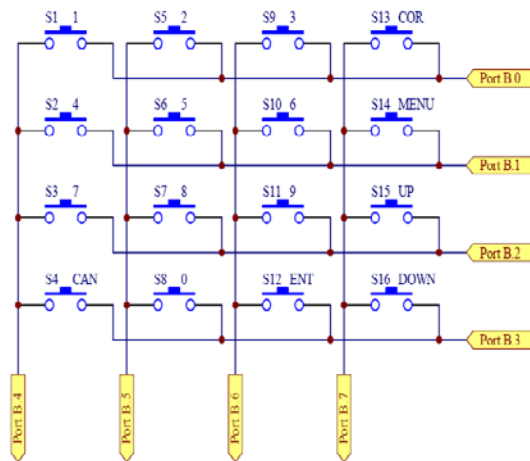 S1 1 S5 2 S9 3 S13 COR
Port B.0
S2 4 S6 5 S10 6 S14 MENU
Port B.1
S3 7 S7 8 S11 9 S15 UP
Port B.2
S4 CAN S8 0 S12 ENT S16 DOWN
Port B.3
Port B.4
Port B.5
Port B.6
Port B.7